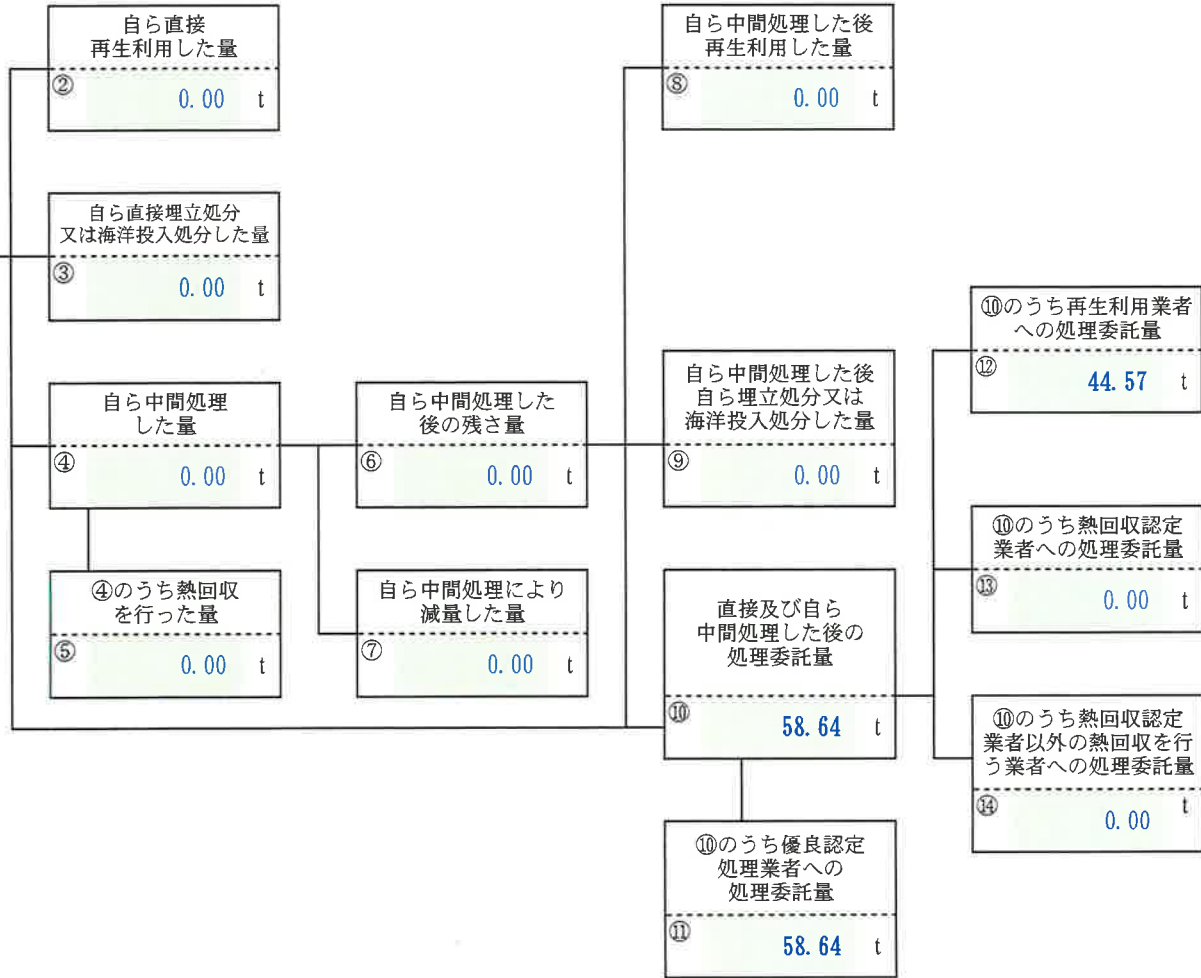 自ら直接
再生利用した量
②
0.00 t
自ら直接埋立処分
又は海洋投入処分した量
③
0.00 t
自ら中間処理
した量
④
0.00 t
④のうち熱回収
を行った量
⑤
0.00 t
自ら中間処理した
後の残さ量
⑥
0.00 t
自ら中間処理により
減量した量
⑦
0.00 t
自ら中間処理した後
再生利用した量
⑧
0.00 t
自ら中間処理した後
自ら埋立処分又は
海洋投入処分した量
⑨
0.00 t
直接及び自ら
中間処理した後の
処理委託量
⑩
58.64 t
⑩のうち優良認定
処理業者への
処理委託量
⑪
58.64 t
⑩のうち再生利用業者
への処理委託量
⑫
44.57 t
⑩のうち熱回収認定
業者への処理委託量
⑬
0.00 t
⑩のうち熱回収認定
業者以外の熱回収を行
う業者への処理委託量
⑭
0.00 t